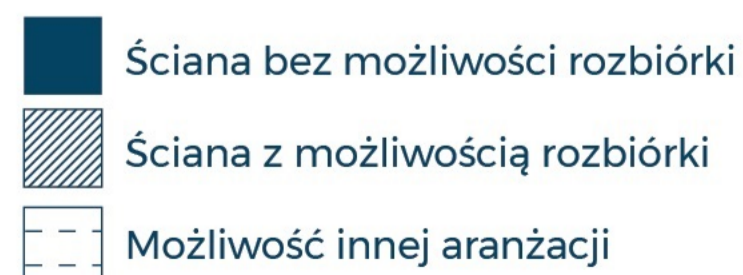 Ściana bez możliwości rozbiórki
Ściana z możliwością rozbiórki
Możliwość innej aranżacji